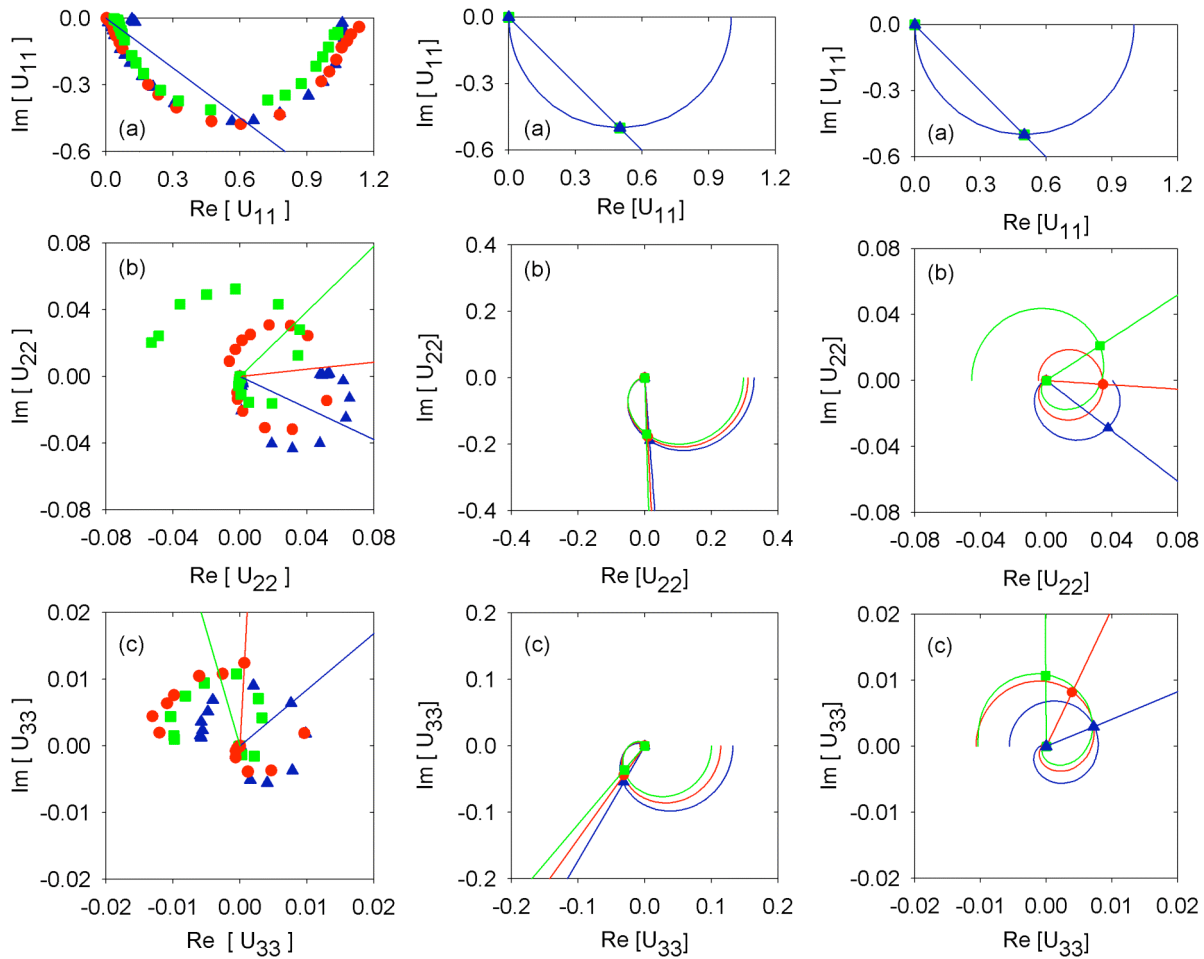 0.0
-0.3
-0.6
Im [ U11 ]
(a)
0.0 0.3 0.6 0.9 1.2
Re [ U11 ]
0.0
-0.3
-0.6
Im [U11]
(a)
0.0 0.3 0.6 0.9 1.2
Re [U11]
0.0
-0.3
-0.6
Im [U11]
(a)
0.0 0.3 0.6 0.9 1.2
Re [U11]
0.08
0.04
0.00
-0.04
-0.08
Im [ U22 ]
(b)
-0.08 -0.04 0.00 0.04 0.08
Re [ U22 ]
0.4
0.2
0.0
-0.2
-0.4
Im [U22]
(b)
-0.4 -0.2 0.0 0.2 0.4
Re [U22]
0.08
0.04
0.00
-0.04
-0.08
Im [U22]
(b)
-0.08 -0.04 0.00 0.04 0.08
Re [U22]
0.02
0.01
0.00
-0.01
-0.02
Im [ U33 ]
(c)
-0.02 -0.01 0.00 0.01 0.02
Re [ U33 ]
0.2
0.1
0.0
-0.1
-0.2
Im [U33]
(c)
-0.2 -0.1 0.0 0.1 0.2
Re [U33]
0.02
0.01
0.00
-0.01
-0.02
Im [U33]
(c)
-0.02 -0.01 0.00 0.01 0.02
Re [U33]